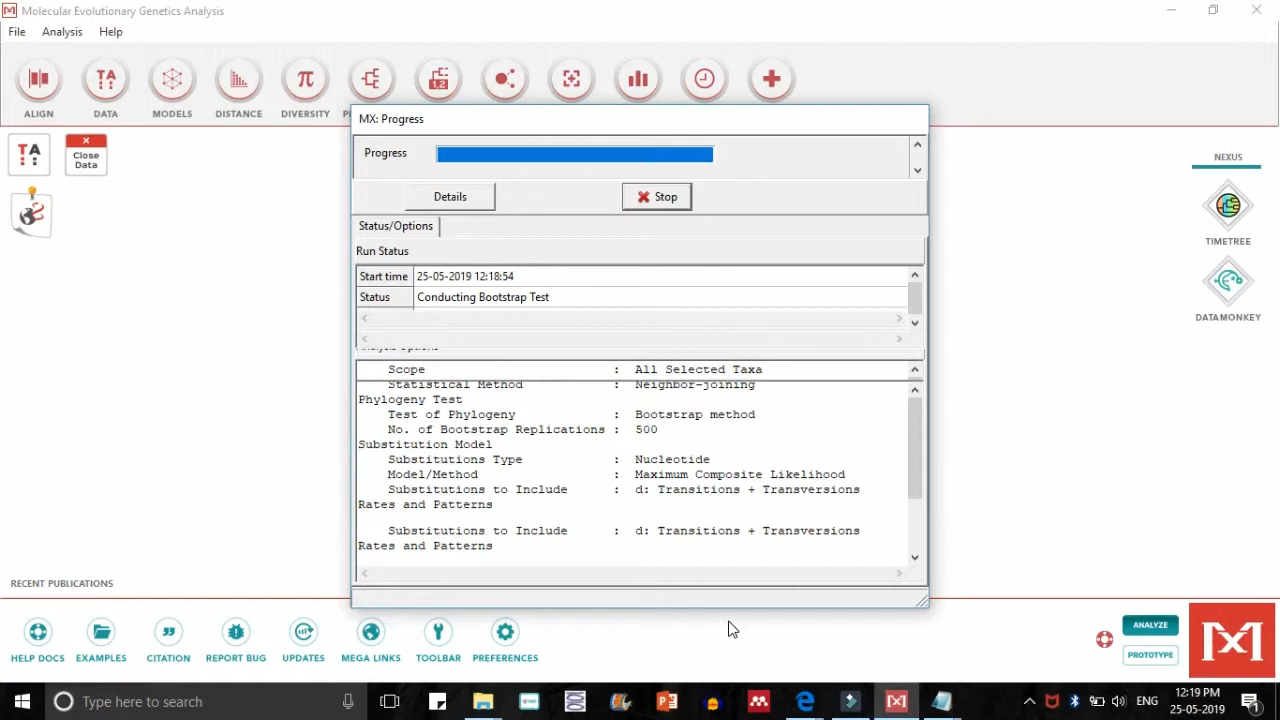 Molecular Evolutionary Genetics Analysis
File Analysis Help
TA
π
1,2
ALIGN DATA MODELS DISTANCE DIVERSITY
MX: Progress
Progress
Details Stop
Status/Options
Run Status
Start time 25-05-2019 12:18:54
Status Conducting Bootstrap Test
Scope : All Selected Taxa
Statistical Method : Neighbor-joining
Phylogeny Test
Test of Phylogeny : Bootstrap method
No. of Bootstrap Replications : 500
Substitution Model
Substitutions Type : Nucleotide
Model/Method : Maximum Composite Likelihood
Substitutions to Include : d: Transitions + Transversions
Rates and Patterns
Substitutions to Include : d: Transitions + Transversions
Rates and Patterns
TA
Close
Data
NEXUS
TIMETREE
DATAMONKEY
RECENT PUBLICATIONS
HELP DOCS EXAMPLES CITATION REPORT BUG UPDATES MEGA LINKS TOOLBAR PREFERENCES
ANALYZE
PROTOTYPE
Type here to search
ENG
12:19 PM
25-05-2019
1